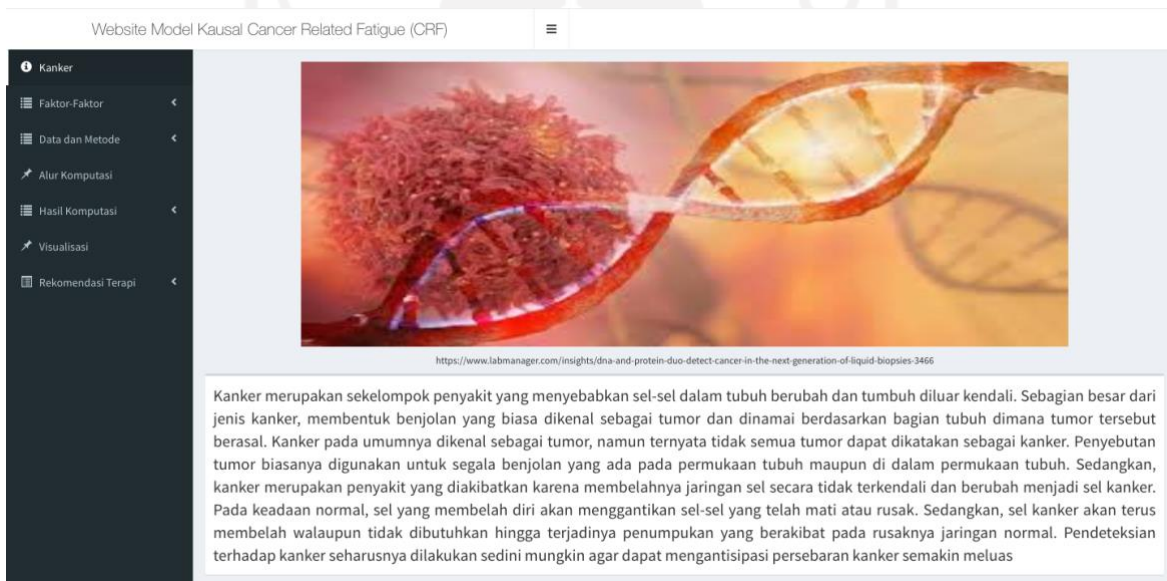 Website Model Kausal Cancer Related Fatigue (CRF)
Kanker
Faktor-Faktor
Data dan Metode
Alur Komputasi
Hasil Komputasi
Visualisasi
Rekomendasi Terapi
https://www.labmanager.com/insights/dna-and-protein-duo-detect-cancer-in-the-next-generation-of-liquid-biopsies-3466
Kanker merupakan sekelompok penyakit yang menyebabkan sel-sel dalam tubuh berubah dan tumbuh diluar kendali. Sebagian besar dari
jenis kanker, membentuk benjolan yang biasa dikenal sebagai tumor dan dinamai berdasarkan bagian tubuh dimana tumor tersebut
berasal. Kanker pada umumnya dikenal sebagai tumor, namun ternyata tidak semua tumor dapat dikatakan sebagai kanker. Penyebutan
tumor biasanya digunakan untuk segala benjolan yang ada pada permukaan tubuh maupun di dalam permukaan tubuh. Sedangkan,
kanker merupakan penyakit yang diakibatkan karena membelahnya jaringan sel secara tidak terkendali dan berubah menjadi sel kanker.
Pada keadaan normal, sel yang membelah diri akan menggantikan sel-sel yang telah mati atau rusak. Sedangkan, sel kanker akan terus
membelah walaupun tidak dibutuhkan hingga terjadinya penumpukan yang berakibat pada rusaknya jaringan normal. Pendeteksian
terhadap kanker seharusnya dilakukan sedini mungkin agar dapat mengantisipasi persebaran kanker semakin meluas